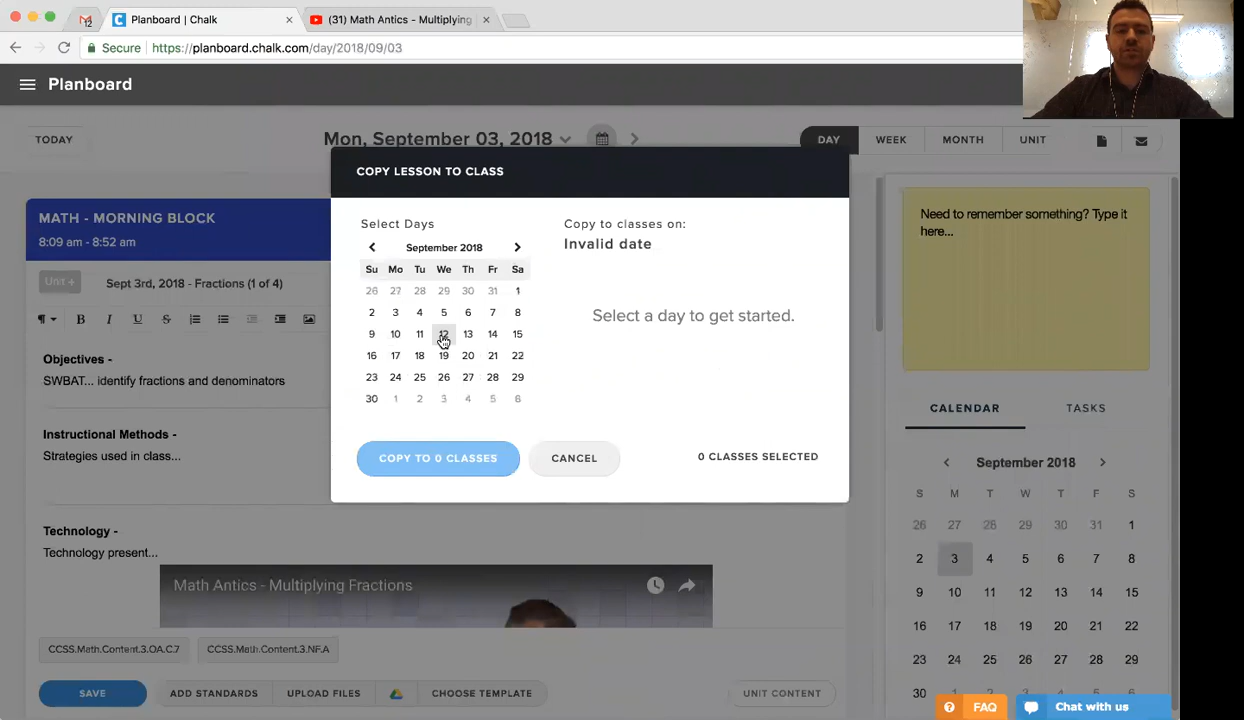 12
Planboard | Chalk
(31) Math Antics - Multiplying
Secure
https://planboard.chalk.com/day/2018/09/03
Planboard
TODAY
Mon, September 03, 2018
DAY
WEEK
MONTH
UNIT
COPY LESSON TO CLASS
MATH - MORNING BLOCK
8:09 am - 8:52 am
Unit +
Sept 3rd, 2018 - Fractions (1 of 4)
B I U S
Objectives -
SWBAT... identify fractions and denominators
Instructional Methods -
Strategies used in class...
Technology -
Technology present...
Math Antics - Multiplying Fractions
CCSS.Math.Content.3.OA.C.7
CCSS.Math.Content.3.NF.A
SAVE
ADD STANDARDS
UPLOAD FILES
CHOOSE TEMPLATE
UNIT CONTENT
Select Days
September 2018
Su Mo Tu We Th Fr Sa
26 27 28 29 30 31 1
2 3 4 5 6 7 8
9 10 11 12 13 14 15
16 17 18 19 20 21 22
23 24 25 26 27 28 29
30 1 2 3 4 5 6
Copy to classes on:
Invalid date
Select a day to get started.
COPY TO 0 CLASSES
CANCEL
0 CLASSES SELECTED
Need to remember something? Type it
here...
CALENDAR
TASKS
September 2018
S M T W T F S
26 27 28 29 30 31 1
2 3 4 5 6 7 8
9 10 11 12 13 14 15
16 17 18 19 20 21 22
23 24 25 26 27 28 29
30 1
? FAQ
Chat with us